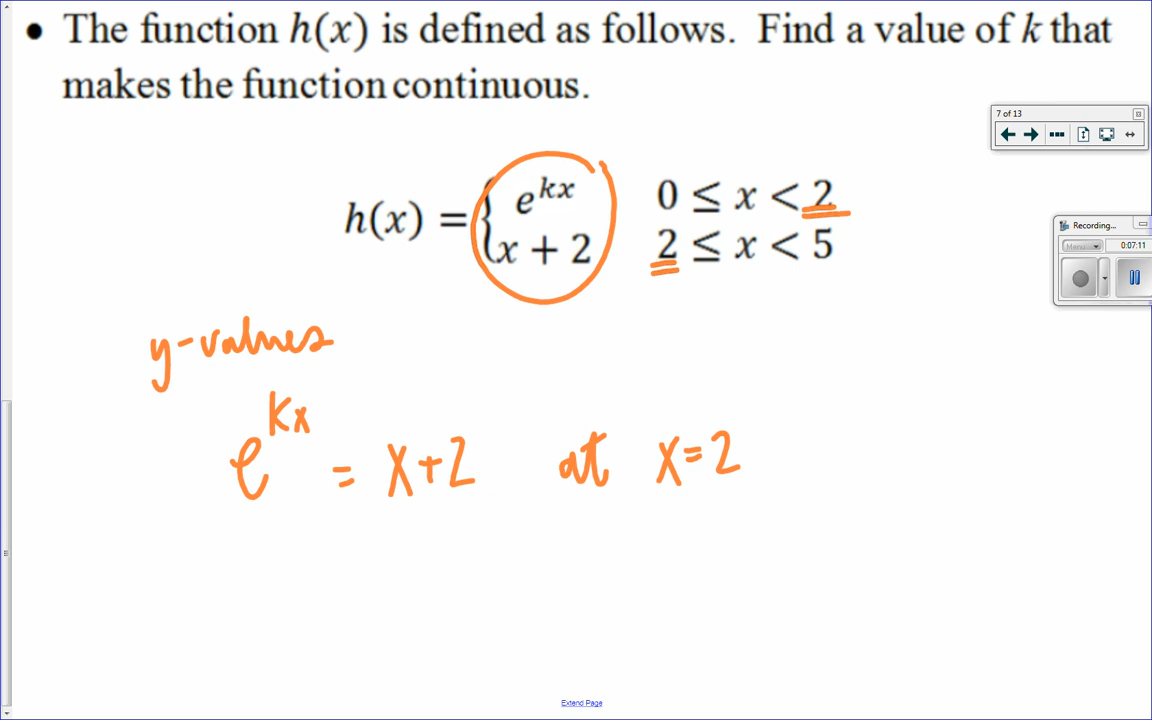 • The function h(x) is defined as follows. Find a value of k that
makes the function continuous.
7 of 13
h(x) = { e^{kx} 0 ≤ x < 2
x + 2 2 ≤ x < 5
Recording...
Menu
0:07:11
y-values
e^{kx} = x+2 at x=2
Extend Page